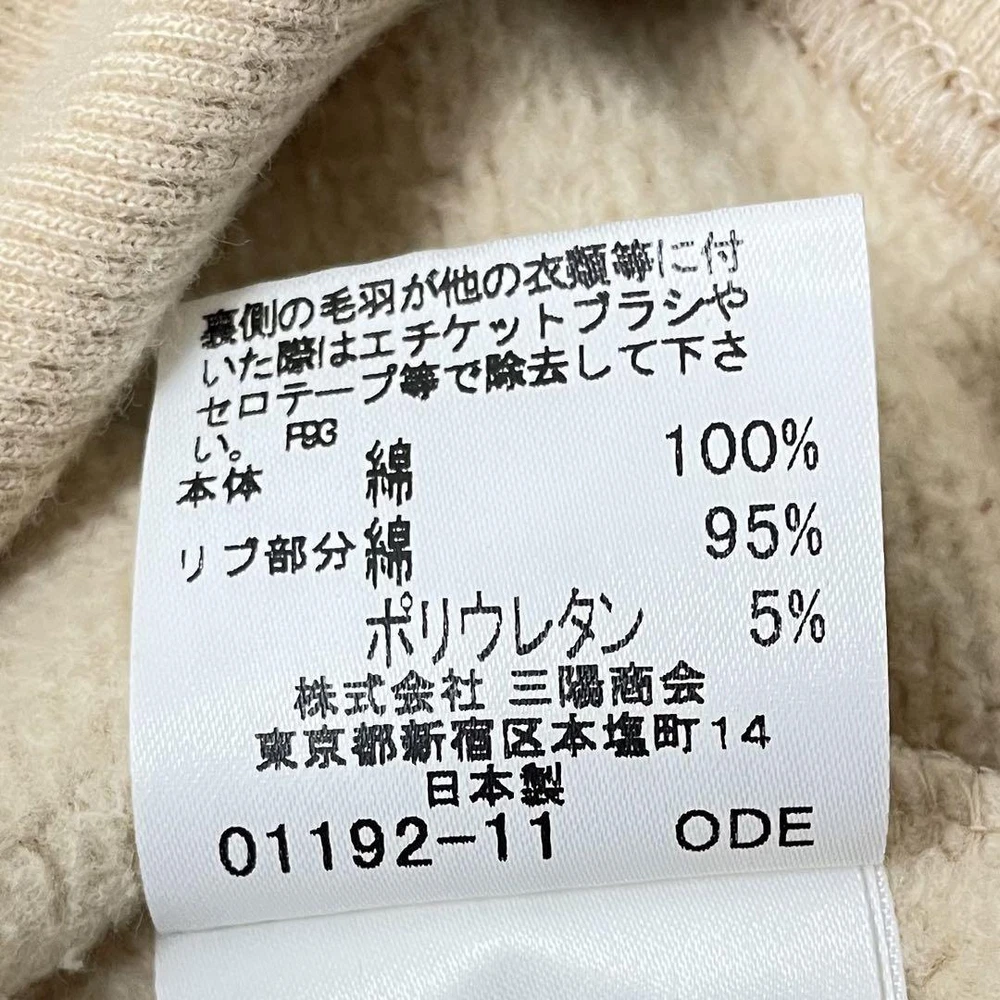 裏側の毛羽が他の衣類等に付
いた際はエチケットブラシや
セロテープ等で除去して下さ
い。 F93
本体 綿 100%
リブ部分 綿 95%
ポリウレタン 5%
株式会社 三陽商会
東京都新宿区本塩町14
日本製
01192-11 ODE